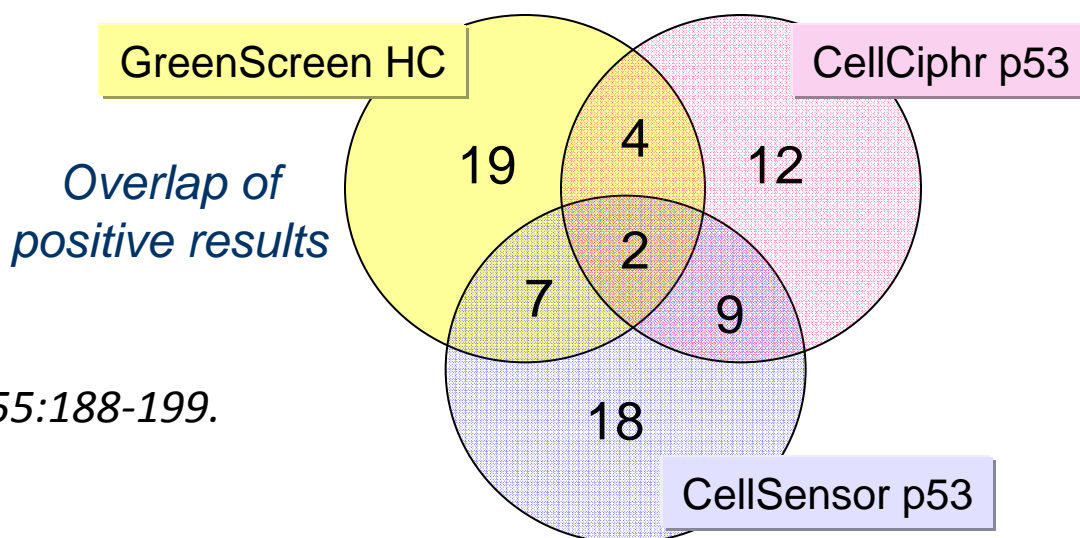 GreenScreen HC
CellCiphr p53
Overlap of
positive results
19
4
12
2
7
9
55:188-199.
18
CellSensor p53